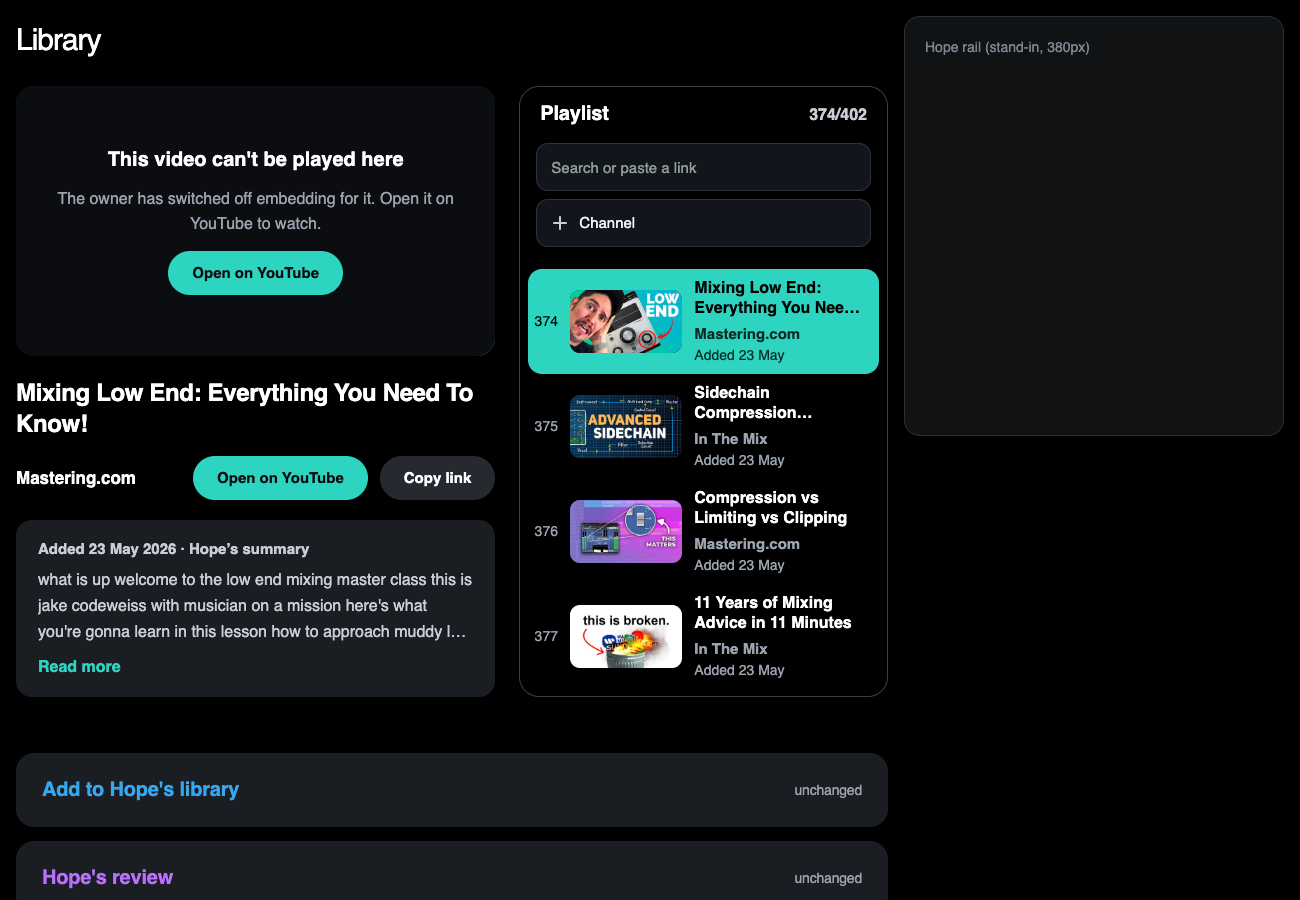 Library
Hope rail (stand-in, 380px)
This video can't be played here
The owner has switched off embedding for it. Open it on
YouTube to watch.
Open on YouTube
Mixing Low End: Everything You Need To
Know!
Mastering.com
Open on YouTube
Copy link
Added 23 May 2026 · Hope’s summary
what is up welcome to the low end mixing master class this is
jake codeweiss with musician on a mission here's what
you're gonna learn in this lesson how to approach muddy l…
Read more
Playlist
374/402
Search or paste a link
+ Channel
374
LOW
END
Mixing Low End:
Everything You Nee…
Mastering.com
Added 23 May
375
ADVANCED
SIDECHAIN
Sidechain
Compression…
In The Mix
Added 23 May
376
THIS
MATTERS
Compression vs
Limiting vs Clipping
Mastering.com
Added 23 May
377
this is broken.
11 Years of Mixing
Advice in 11 Minutes
In The Mix
Added 23 May
Add to Hope's library
unchanged
Hope's review
unchanged